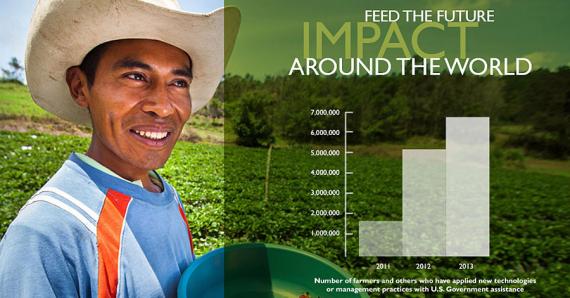 FEED THE FUTURE
IMPACT
AROUND THE WORLD
7,000,000
6,000,000
5,000,000
4,000,000
3,000,000
2,000,000
1,000,000
2011 2012 2013
Number of farmers and others who have applied new technologies
or management practices with U.S. Government assistance